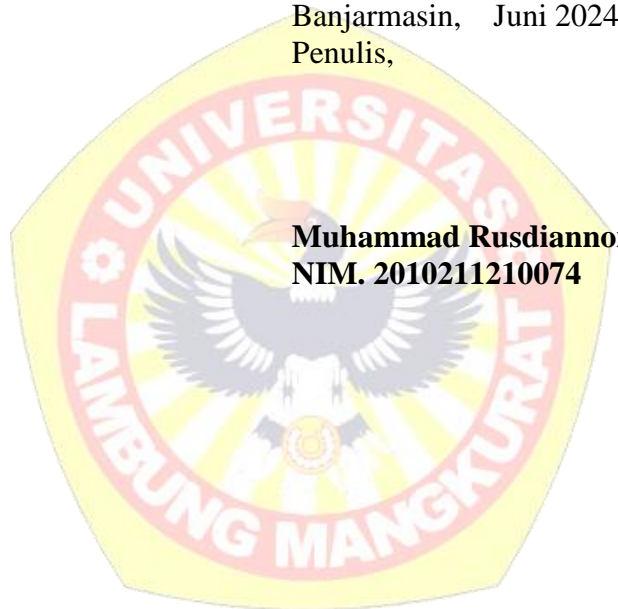 Banjarmasin, Juni 2024
Penulis,
UNIVERSITAS
LAMBUNG MANGKURAT
Muhammad Rusdianno
NIM. 2010211210074